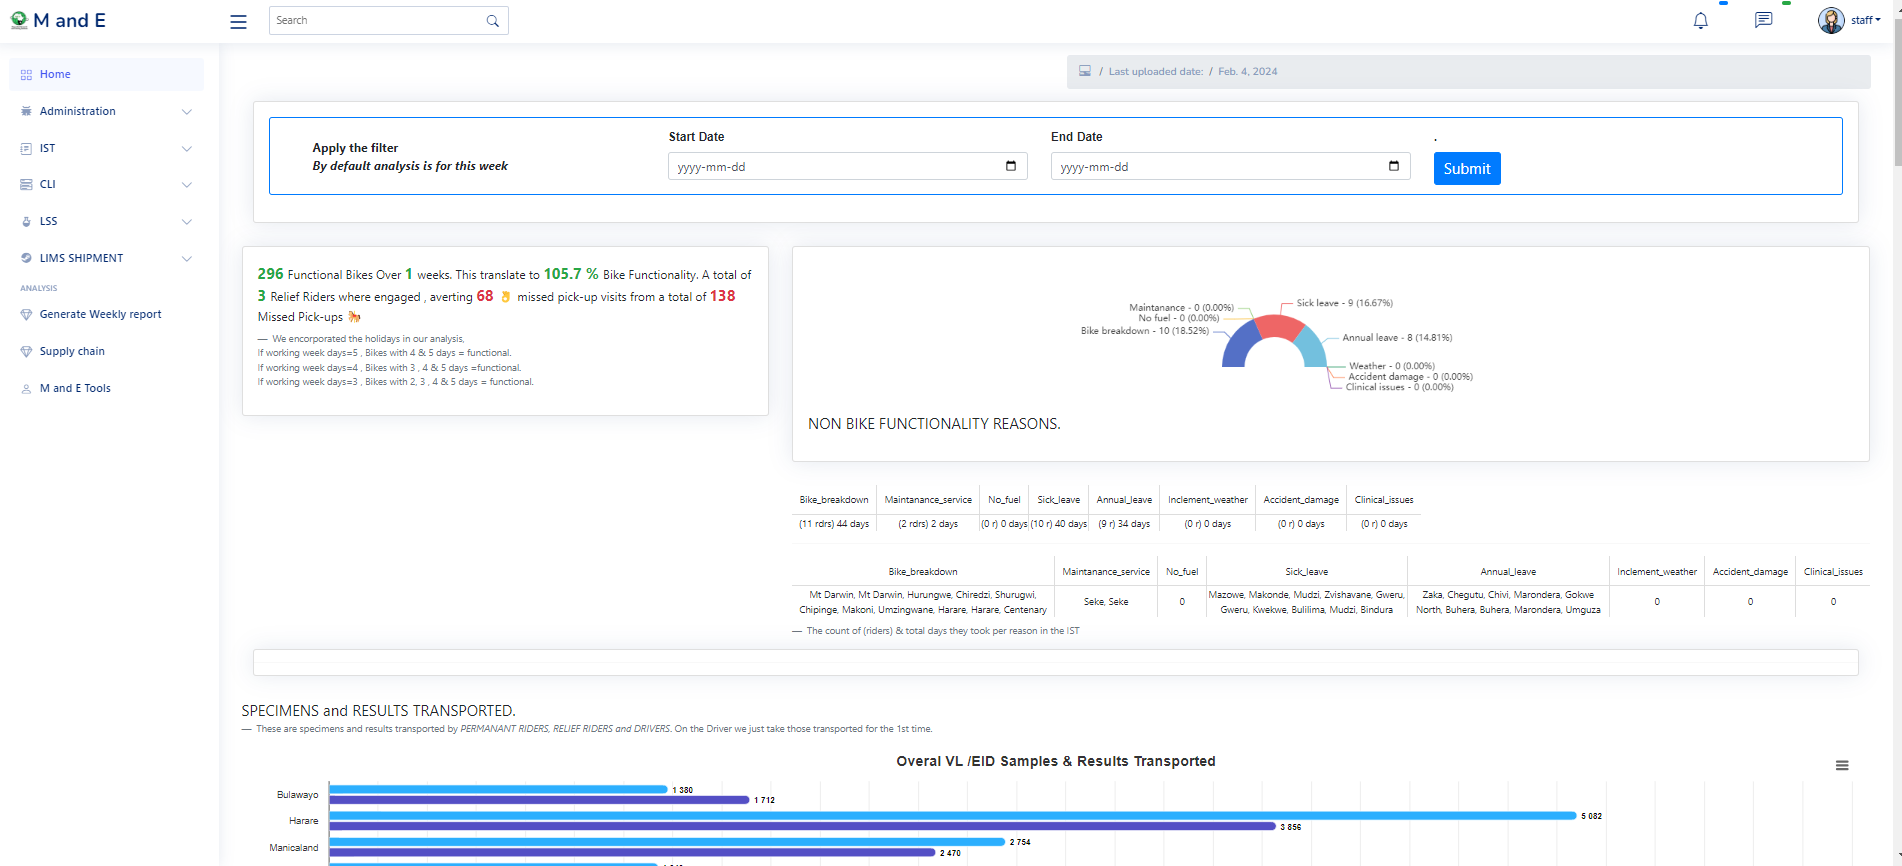 M and E
Search
staff
Home
Administration
IST
CLI
LSS
LIMS SHIPMENT
ANALYSIS
Generate Weekly report
Supply chain
M and E Tools
/ Last uploaded date: / Feb. 4, 2024
Apply the filter
By default analysis is for this week
Start Date
yyyy-mm-dd
End Date
yyyy-mm-dd
.
Submit
296 Functional Bikes Over 1 weeks. This translate to 105.7 % Bike Functionality. A total of
3 Relief Riders where engaged , averting 68 missed pick-up visits from a total of 138
Missed Pick-ups
— We encorporated the holidays in our analysis,
If working week days=5 , Bikes with 4 & 5 days = functional.
If working week days=4 , Bikes with 3 , 4 & 5 days =functional.
If working week days=3 , Bikes with 2, 3 , 4 & 5 days = functional.
Maintanance - 0 (0.00%)
No fuel - 0 (0.00%)
Bike breakdown - 10 (18.52%)
Sick leave - 9 (16.67%)
Annual leave - 8 (14.81%)
Weather - 0 (0.00%)
Accident damage - 0 (0.00%)
Clinical issues - 0 (0.00%)
NON BIKE FUNCTIONALITY REASONS.
Bike_breakdown Maintanance_service No_fuel Sick_leave Annual_leave Inclement_weather Accident_damage Clinical_issues
(11 rdrs) 44 days (2 rdrs) 2 days (0 r) 0 days (10 r) 40 days (9 r) 34 days (0 r) 0 days (0 r) 0 days (0 r) 0 days
Bike_breakdown Maintanance_service No_fuel Sick_leave Annual_leave Inclement_weather Accident_damage Clinical_issues
Mt Darwin, Mt Darwin, Hurungwe, Chiredzi, Shurugwi,
Chipinge, Makoni, Umzingwane, Harare, Harare, Centenary
Seke, Seke
0
Mazowe, Makonde, Mudzi, Zvishavane, Gweru,
Gweru, Kwekwe, Bulilima, Mudzi, Bindura
Zaka, Chegutu, Chivi, Marondera, Gokwe
North, Buhera, Buhera, Marondera, Umguza
0
0
0
— The count of (riders) & total days they took per reason in the IST
SPECIMENS and RESULTS TRANSPORTED.
— These are specimens and results transported by PERMANANT RIDERS, RELIEF RIDERS and DRIVERS. On the Driver we just take those transported for the 1st time.
Overal VL /EID Samples & Results Transported
Bulawayo
1 380
1 712
Harare
5 082
3 856
Manicaland
2 754
2 470